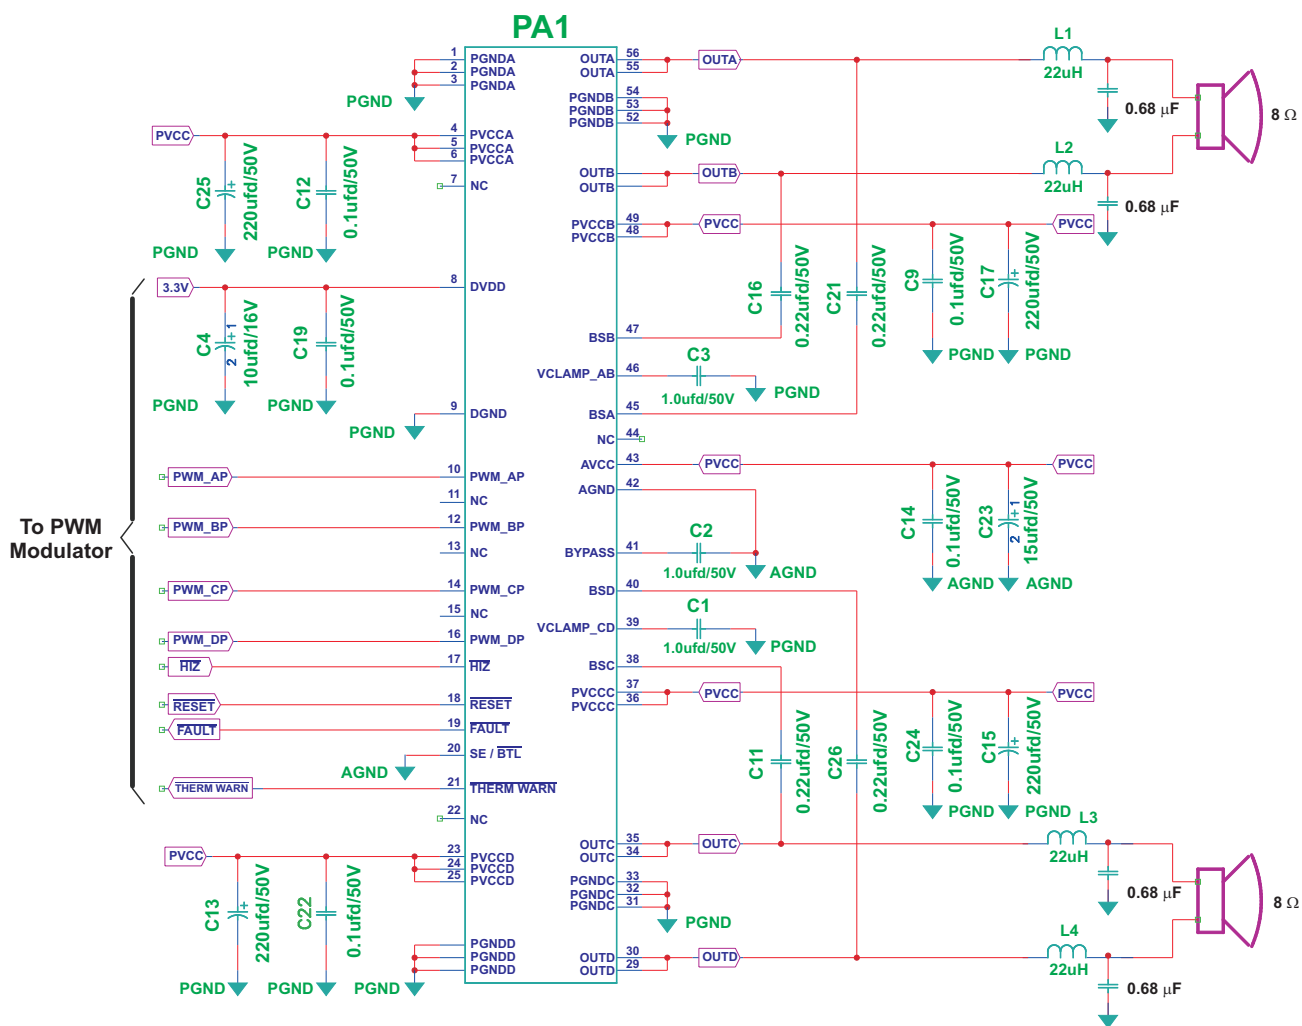 PA1
1 PGNDA
2 PGNDA
3 PGNDA
PGND
PVCC
4 PVCCA
5 PVCCA
6 PVCCA
7 NC
C25
220ufd/50V
+
C12
0.1ufd/50V
PGND
PGND
3.3V
8 DVDD
C4
10ufd/16V
+ 1
2
C19
0.1ufd/50V
PGND
PGND
9 DGND
PGND
To PWM
Modulator
PWM_AP
10 PWM_AP
11 NC
PWM_BP
12 PWM_BP
13 NC
PWM_CP
14 PWM_CP
15 NC
PWM_DP
16 PWM_DP
HIZ
17 HIZ
RESET
18 RESET
FAULT
19 FAULT
20 SE / BTL
AGND
THERM WARN
21 THERM WARN
22 NC
PVCC
23 PVCCD
24 PVCCD
25 PVCCD
C13
220ufd/50V
+
C22
0.1ufd/50V
PGND
PGND
PGND
PGNDD
PGNDD
PGNDD
OUTA 56
OUTA 55
OUTA
PGNDB 54
PGNDB 53
PGNDB 52
PGND
OUTB
OUTB
OUTB
PVCCB 49
PVCCB 48
PVCC
PVCC
L1
22uH
0.68 μF
8 Ω
L2
22uH
0.68 μF
C16
0.22ufd/50V
C21
0.22ufd/50V
C9
0.1ufd/50V
C17
220ufd/50V
+
PGND
PGND
BSB 47
VCLAMP_AB 46
C3
1.0ufd/50V
PGND
BSA 45
NC 44
AVCC 43
PVCC
PVCC
AGND 42
C14
0.1ufd/50V
C23
15ufd/50V
+ 1
2
AGND
AGND
BYPASS 41
C2
1.0ufd/50V
AGND
BSD 40
VCLAMP_CD 39
C1
1.0ufd/50V
PGND
BSC 38
PVCCC 37
PVCCC 36
PVCC
PVCC
C11
0.22ufd/50V
C26
0.22ufd/50V
C24
0.1ufd/50V
C15
220ufd/50V
+
PGND
PGND
OUTC 35
OUTC 34
OUTC
L3
22uH
0.68 μF
8 Ω
PGNDC 33
PGNDC 32
PGNDC 31
PGND
OUTD 30
OUTD 29
OUTD
L4
22uH
0.68 μF